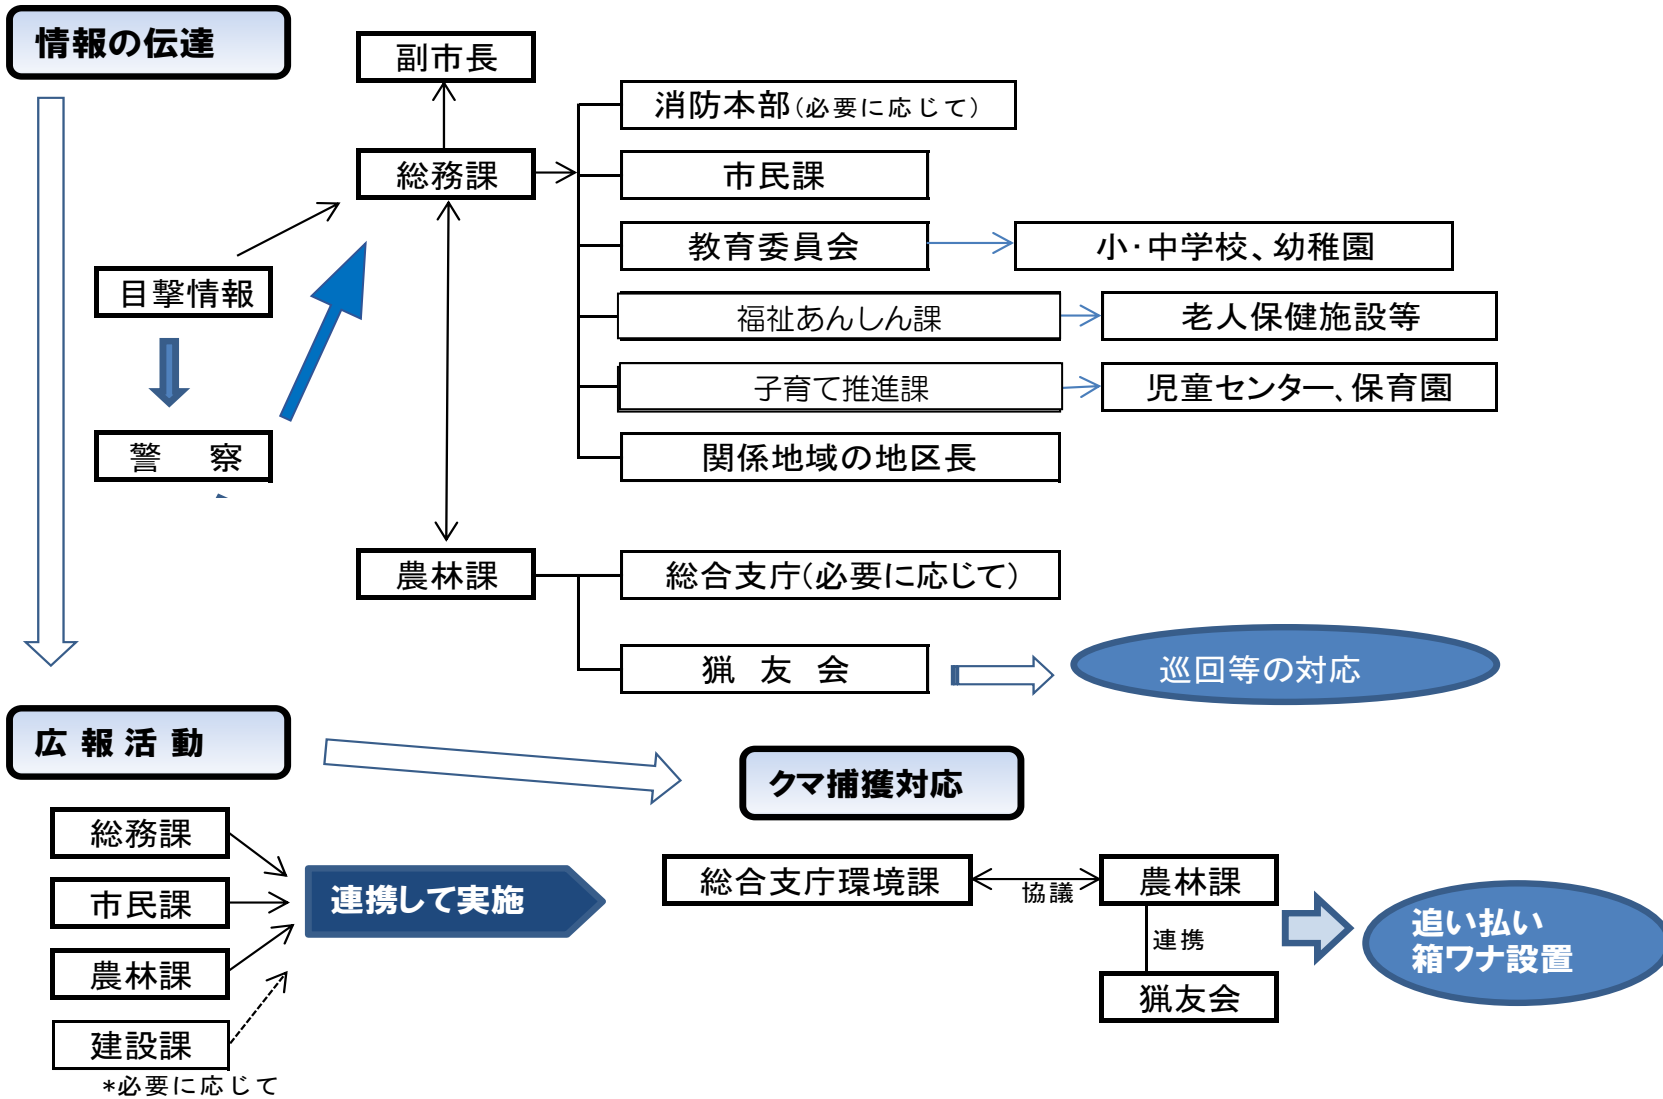 情報の伝達
副市長
消防本部(必要に応じて)
総務課
市民課
教育委員会
小・中学校、幼稚園
目撃情報
福祉あんしん課
老人保健施設等
子育て推進課
児童センター、保育園
警 察
関係地域の地区長
農林課
総合支庁(必要に応じて)
猟 友 会
巡回等の対応
広 報 活 動
クマ捕獲対応
総務課
市民課
農林課
建設課
*必要に応じて
連携して実施
総合支庁環境課
協議
農林課
連携
猟友会
追い払い
箱ワナ設置